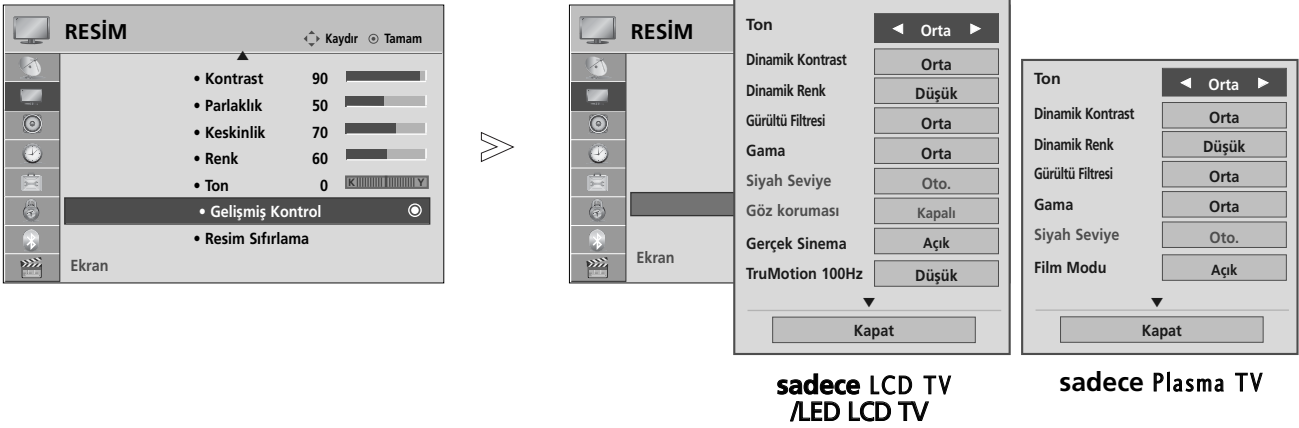 RESİM
Kaydır Tamam
• Kontrast 90
• Parlaklık 50
• Keskinlik 70
• Renk 60
• Ton 0 K Y
• Gelişmiş Kontrol
• Resim Sıfırlama
Ekran
RESİM
Ekran
Ton ◀ Orta ▶
Dinamik Kontrast Orta
Dinamik Renk Düşük
Gürültü Filtresi Orta
Gama Orta
Siyah Seviye Oto.
Göz koruması Kapalı
Gerçek Sinema Açık
TruMotion 100Hz Düşük
Kapat
sadece LCD TV
/LED LCD TV
Ton ◀ Orta ▶
Dinamik Kontrast Orta
Dinamik Renk Düşük
Gürültü Filtresi Orta
Gama Orta
Siyah Seviye Oto.
Film Modu Açık
Kapat
sadece Plasma TV